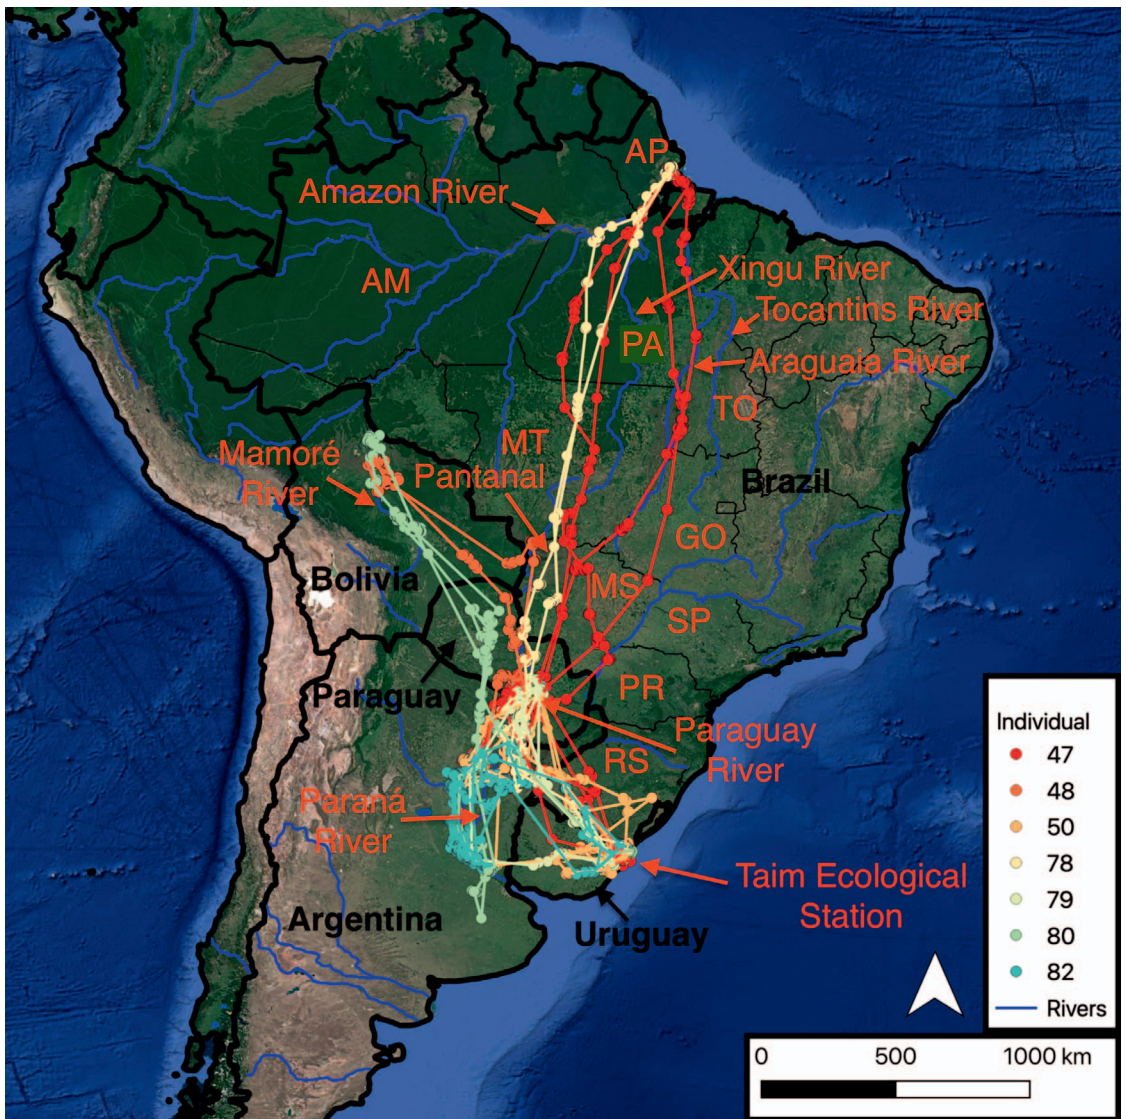 AP
Amazon River
Xingu River
AM
Tocantins River
PA
Araguaia River
TO
MT
Mamoré
River
Pantanal
Brazil
GO
Bolivia
MS
SP
Paraguay
PR
Paraguay
River
RS
Paraná
River
Taim Ecological
Station
Argentina
Uruguay
Individual
47
48
50
78
79
80
82
Rivers
0 500 1000 km